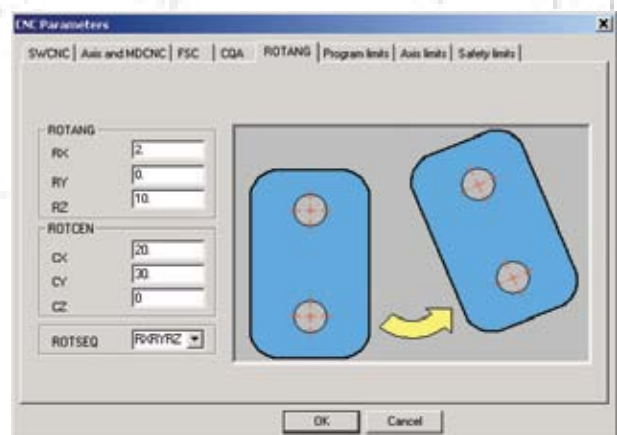 CNC Parameters
SWCNC | Axis and MDCNC | FSC | CQA | ROTANG | Program limits | Axis limits | Safety limits
ROTANG
RX 2.
RY 0.
RZ 10.
ROTCEN
CX 20.
CY 30.
CZ 0
ROTSEQ RXRYRZ
OK Cancel